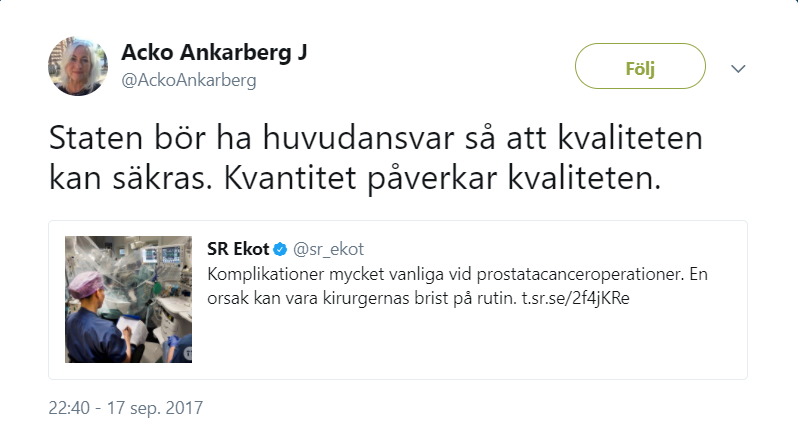 Acko Ankarberg J
@AckoAnkarberg
Följ
Staten bör ha huvudansvar så att kvaliteten
kan säkras. Kvantitet påverkar kvaliteten.
SR Ekot @sr_ekot
Komplikationer mycket vanliga vid prostatacanceroperationer. En
orsak kan vara kirurgernas brist på rutin. t.sr.se/2f4jKRe
22:40 - 17 sep. 2017